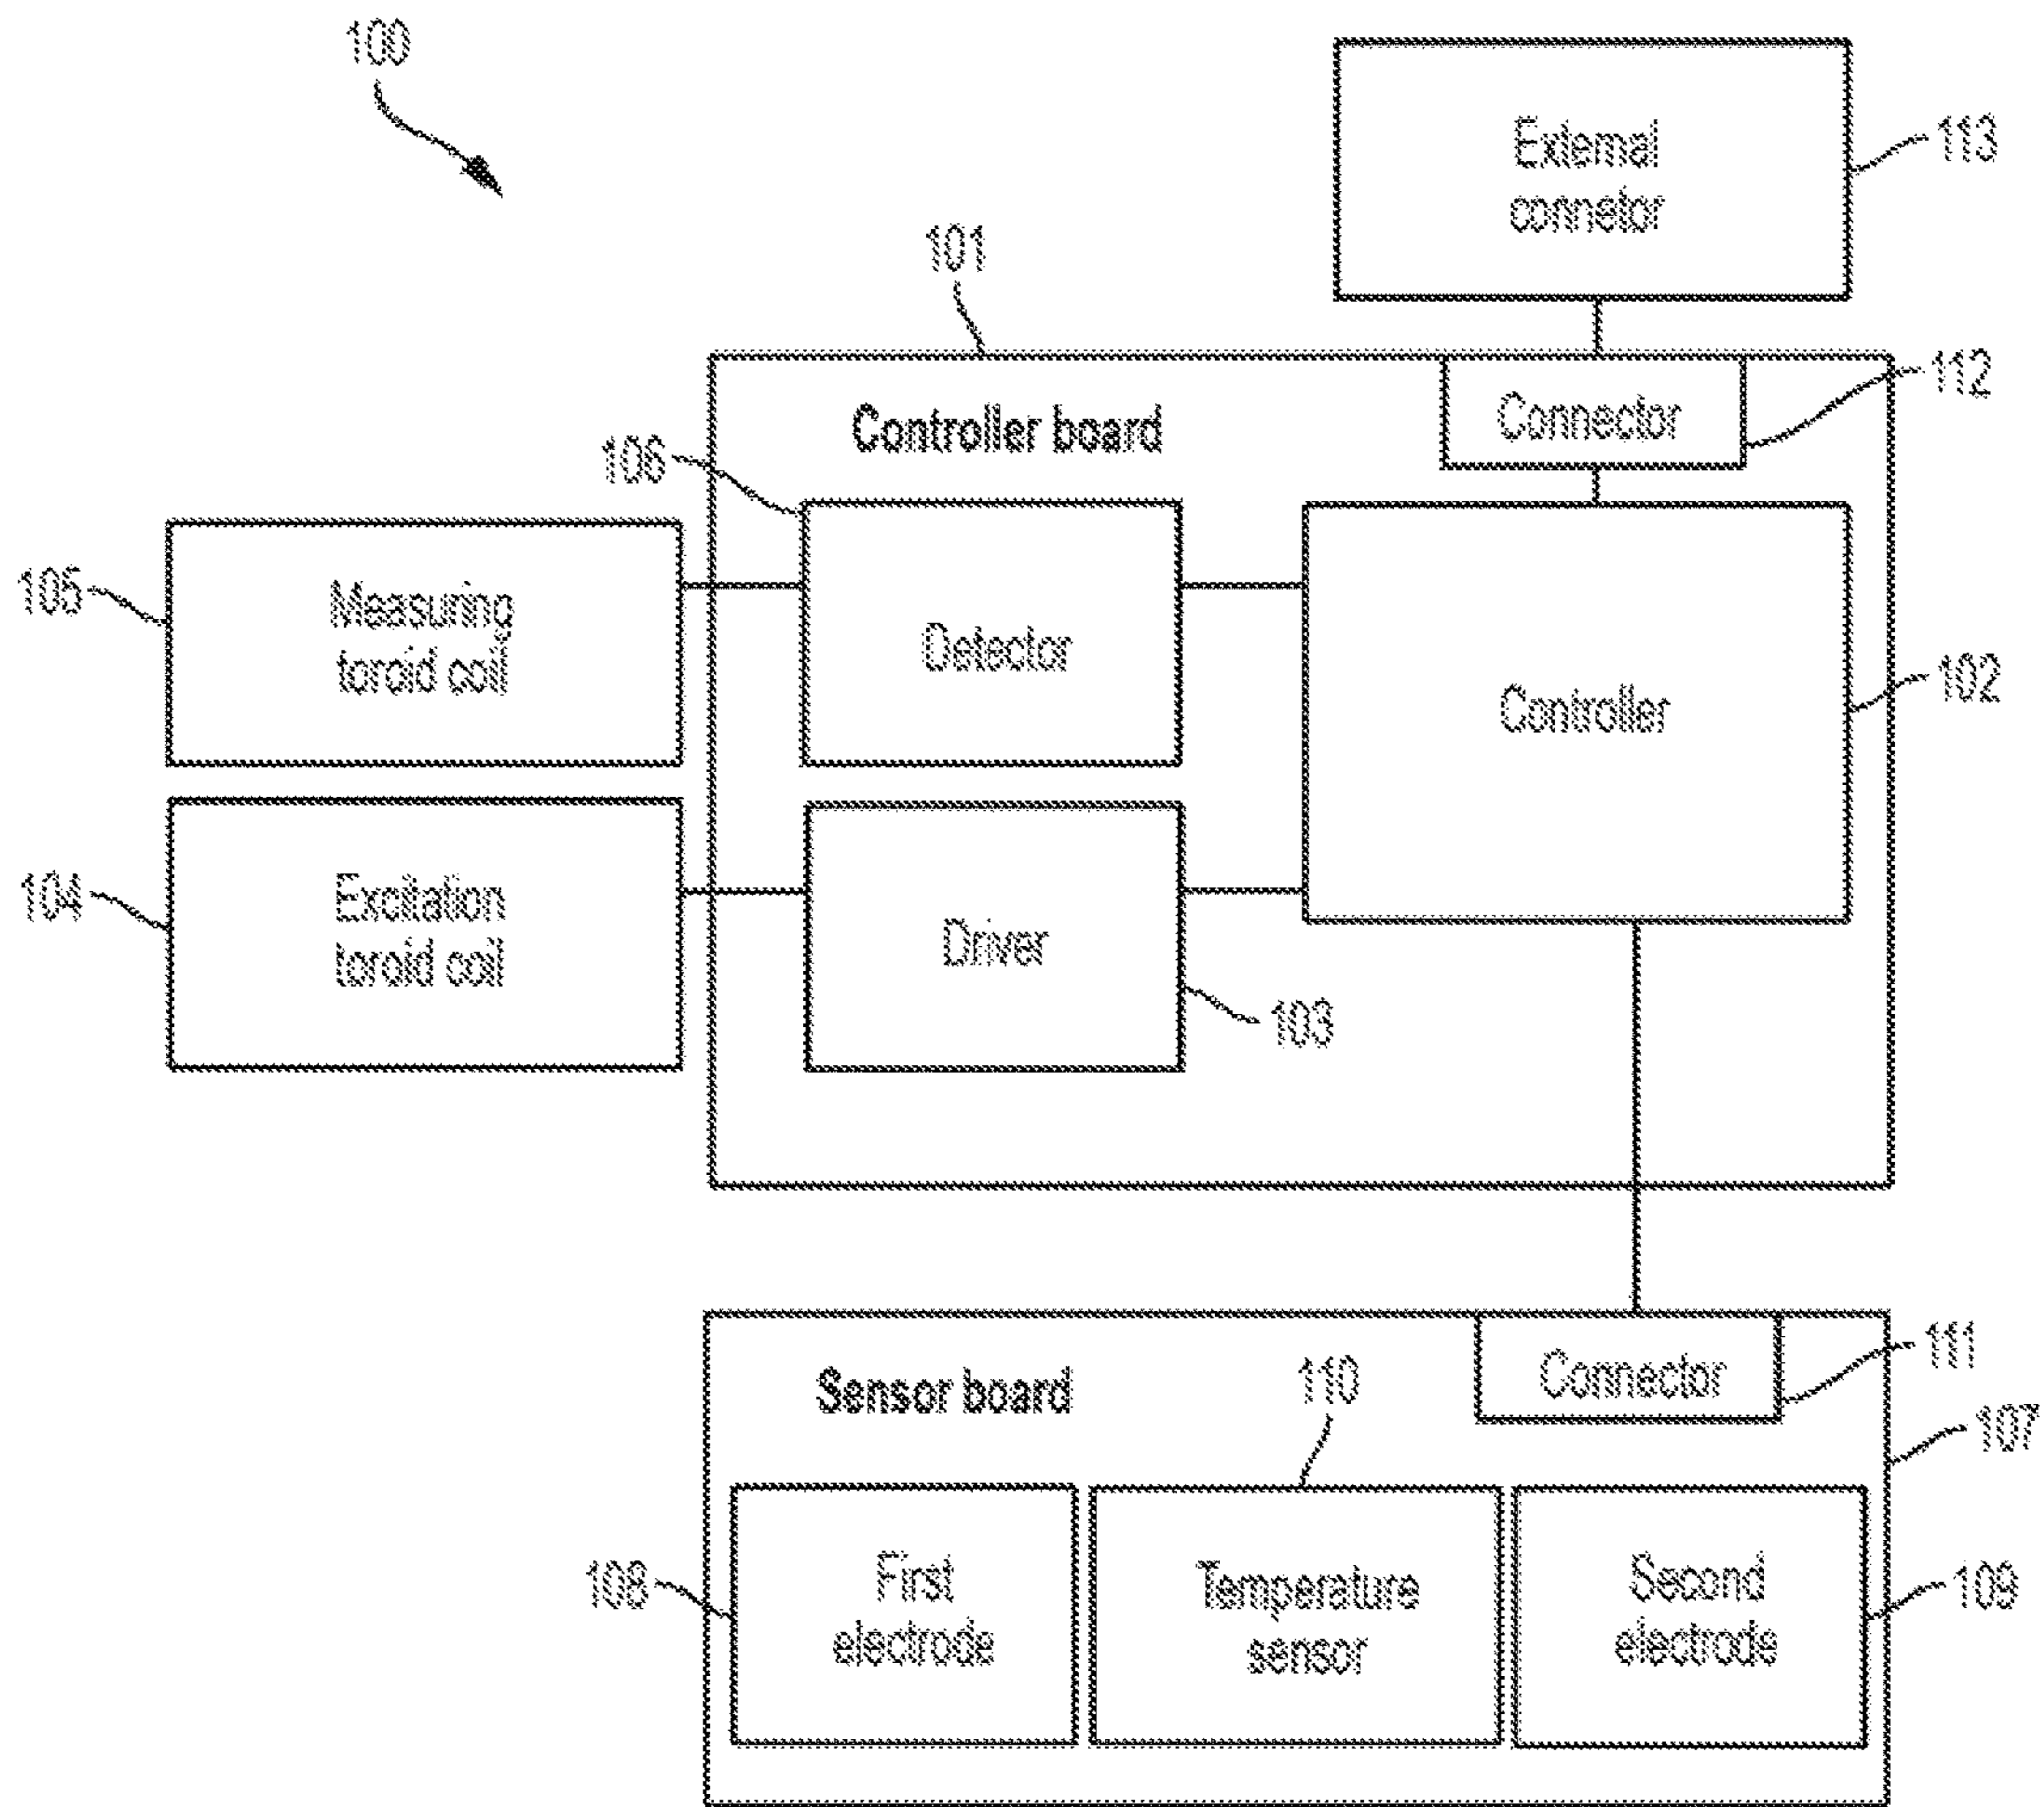 100
External
connetor
113
101
Controller board
Connector
112
106
105
Measuring
toroid coil
Detector
Controller
102
104
Excitation
toroid coil
Driver
103
Sensor board
110
Connector
111
107
108
First
electrode
Temperature
sensor
Second
electrode
109